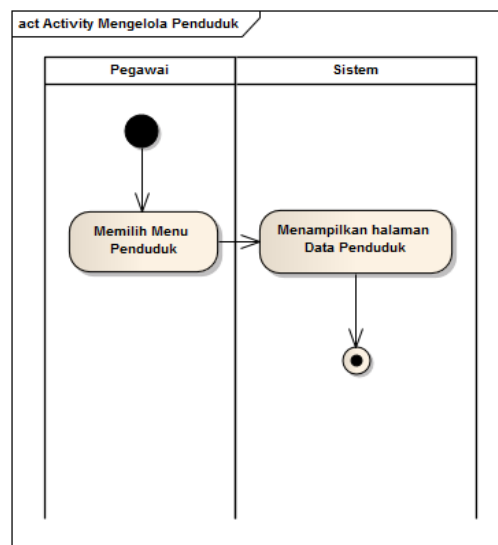 act Activity Mengelola Penduduk
Pegawai
Sistem
Memilih Menu
Penduduk
Menampilkan halaman
Data Penduduk